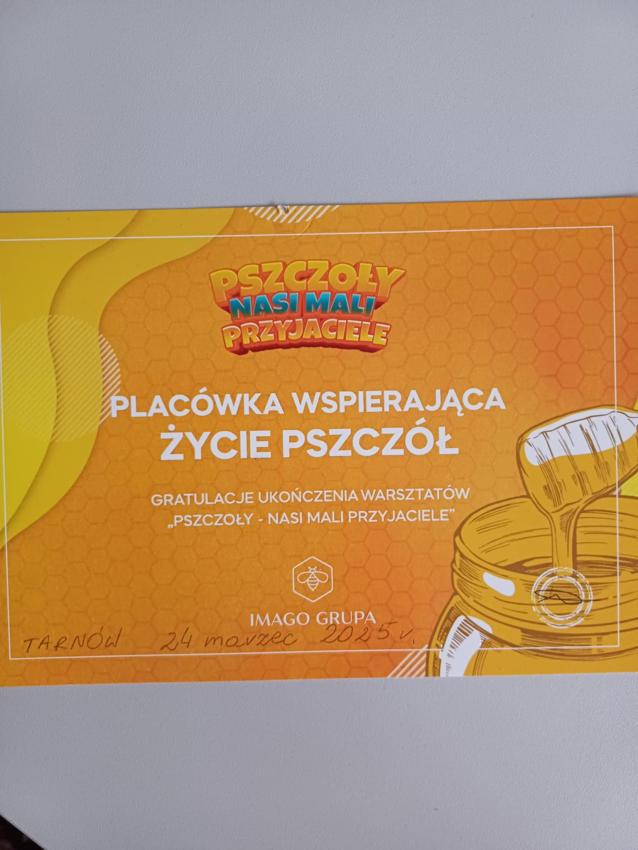 PSZCZOŁY
NASI MALI
PRZYJACIELE
PLACÓWKA WSPIERAJĄCA
ŻYCIE PSZCZÓŁ
GRATULACJE UKOŃCZENIA WARSZTATÓW
„PSZCZOŁY - NASI MALI PRZYJACIELE”
IMAGO GRUPA
TARNÓW 24 marzec 2025 r.